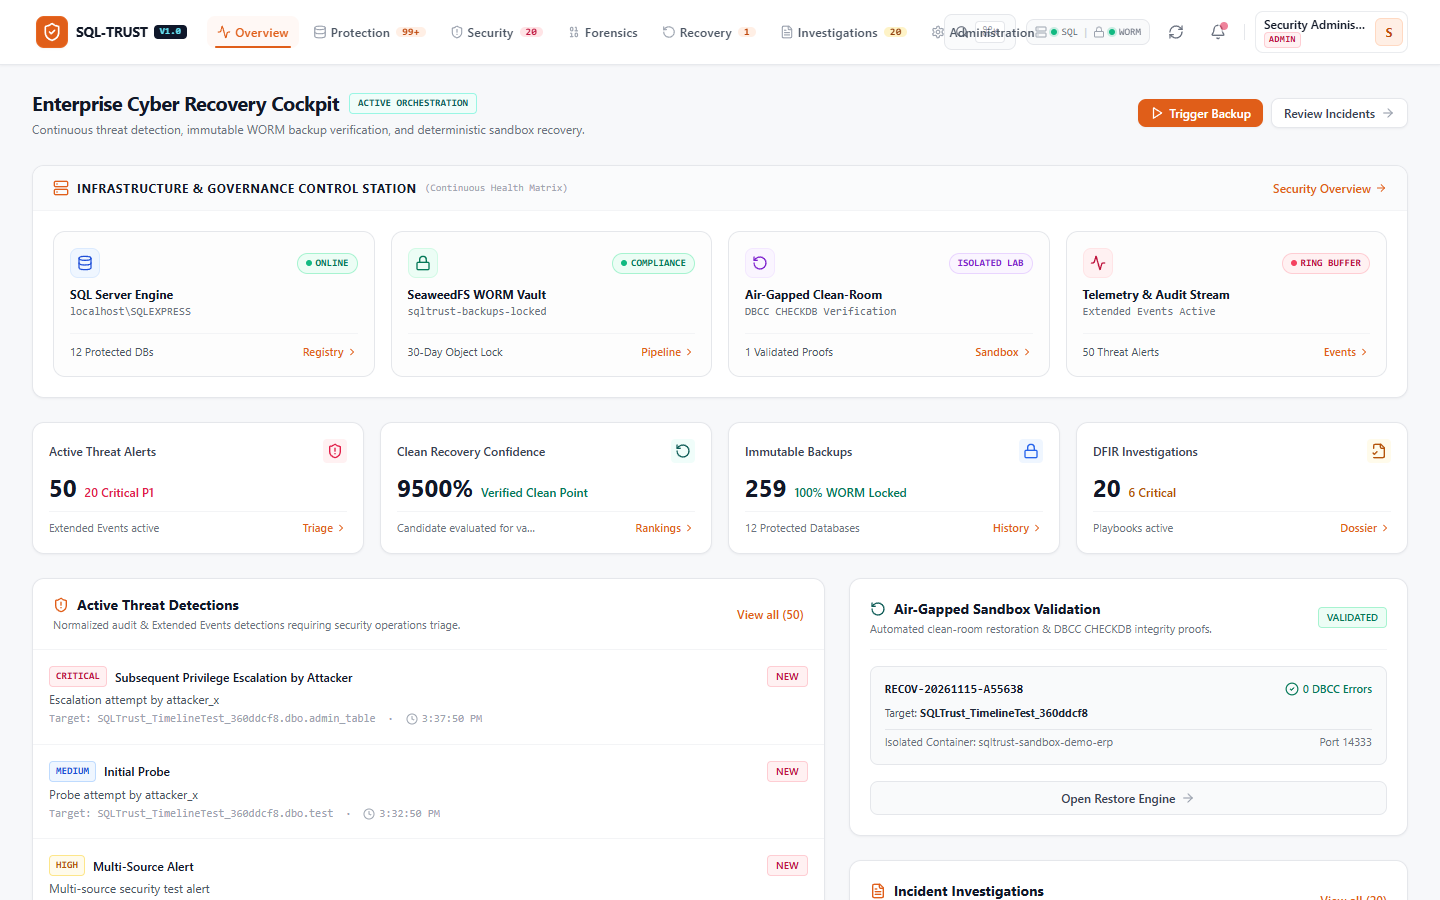 SQL-TRUST V1.0 Overview Protection 99+ Security 20 Forensics Recovery 1 Investigations 20 Administration SQL | WORM Security Adminis... S
ADMIN
Enterprise Cyber Recovery Cockpit ACTIVE ORCHESTRATION
Continuous threat detection, immutable WORM backup verification, and deterministic sandbox recovery.
Trigger Backup Review Incidents
INFRASTRUCTURE & GOVERNANCE CONTROL STATION (Continuous Health Matrix) Security Overview
ONLINE
SQL Server Engine
localhost\SQLEXPRESS
12 Protected DBs Registry
COMPLIANCE
SeaweedFS WORM Vault
sqltrust-backups-locked
30-Day Object Lock Pipeline
ISOLATED LAB
Air-Gapped Clean-Room
DBCC CHECKDB Verification
1 Validated Proofs Sandbox
RING BUFFER
Telemetry & Audit Stream
Extended Events Active
50 Threat Alerts Events
Active Threat Alerts
50 20 Critical P1
Extended Events active Triage
Clean Recovery Confidence
9500% Verified Clean Point
Candidate evaluated for va... Rankings
Immutable Backups
259 100% WORM Locked
12 Protected Databases History
DFIR Investigations
20 6 Critical
Playbooks active Dossier
Active Threat Detections
Normalized audit & Extended Events detections requiring security operations triage.
View all (50)
CRITICAL Subsequent Privilege Escalation by Attacker NEW
Escalation attempt by attacker_x
Target: SQLTrust_TimelineTest_360ddcf8.dbo.admin_table · 3:37:50 PM
MEDIUM Initial Probe NEW
Probe attempt by attacker_x
Target: SQLTrust_TimelineTest_360ddcf8.dbo.test · 3:32:50 PM
HIGH Multi-Source Alert NEW
Multi-source security test alert
Air-Gapped Sandbox Validation
Automated clean-room restoration & DBCC CHECKDB integrity proofs.
VALIDATED
RECOV-20261115-A55638 0 DBCC Errors
Target: SQLTrust_TimelineTest_360ddcf8
Isolated Container: sqltrust-sandbox-demo-erp Port 14333
Open Restore Engine
Incident Investigations
View all (20)